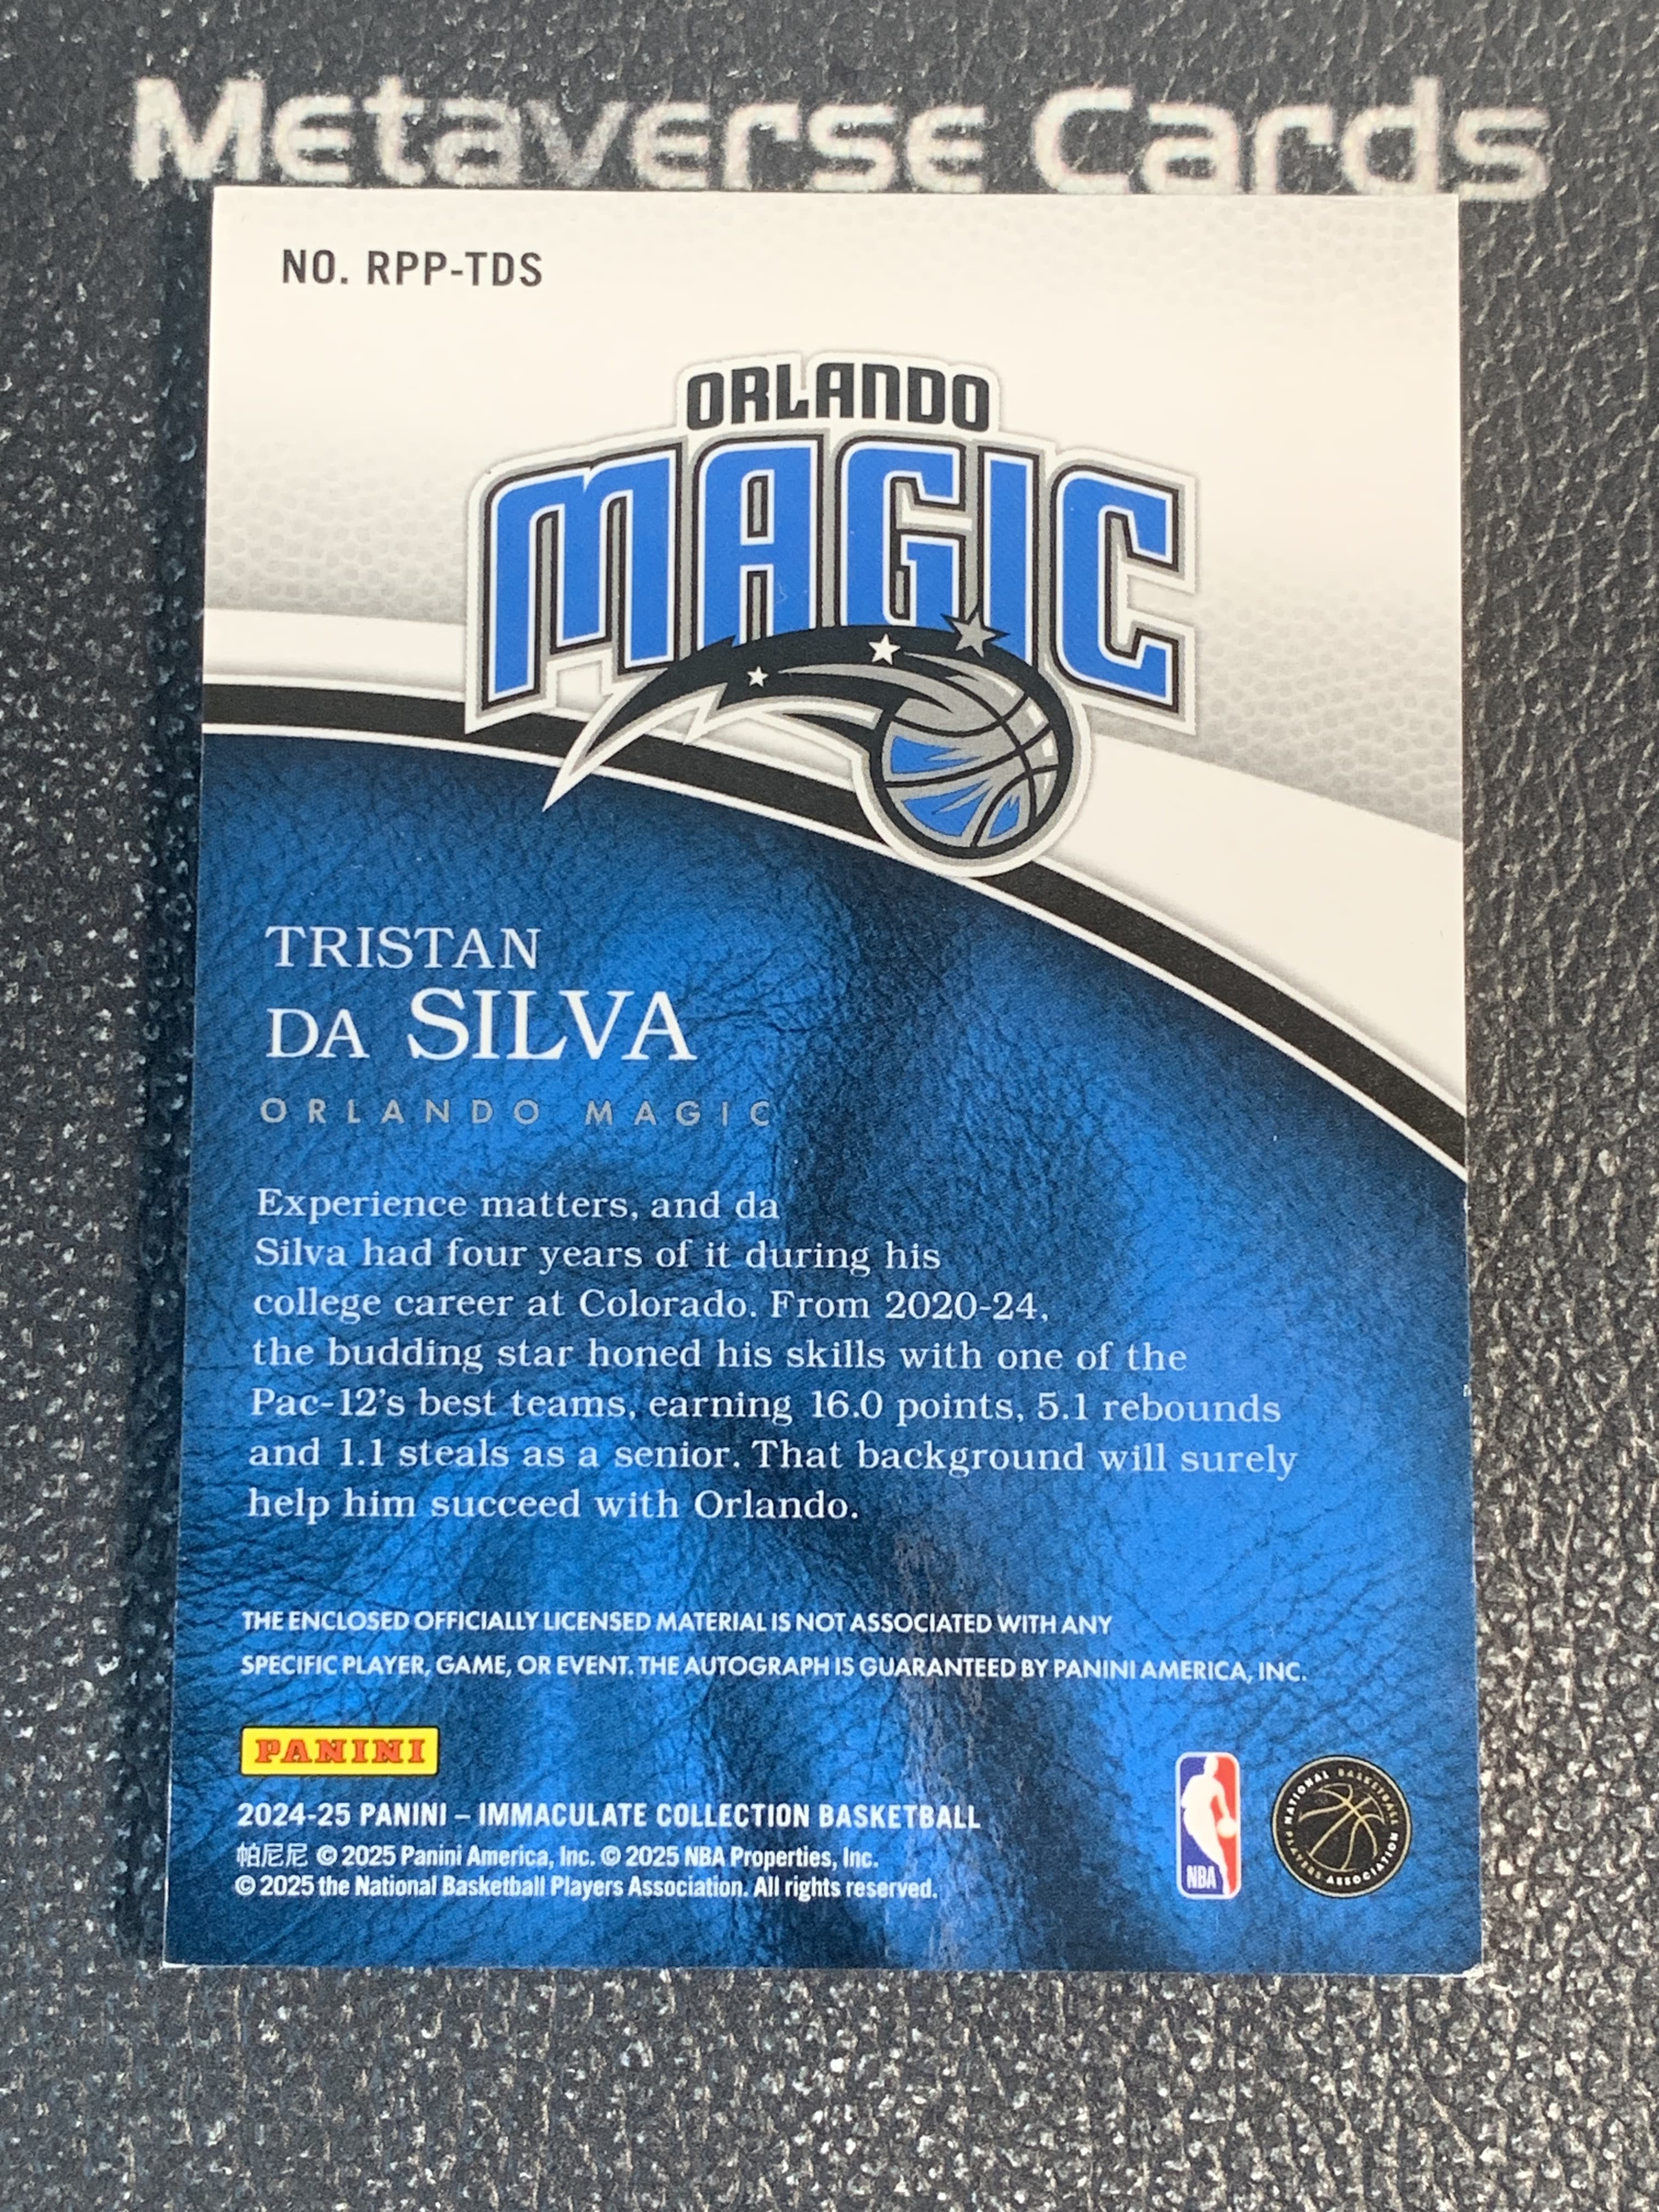 Metaverse Cards
NO. RPP-TDS
ORLANDO
MAGIC
TRISTAN
DA SILVA
ORLANDO MAGIC
Experience matters, and da
Silva had four years of it during his
college career at Colorado. From 2020-24,
the budding star honed his skills with one of the
Pac-12's best teams, earning 16.0 points, 5.1 rebounds
and 1.1 steals as a senior. That background will surely
help him succeed with Orlando.
THE ENCLOSED OFFICIALLY LICENSED MATERIAL IS NOT ASSOCIATED WITH ANY
SPECIFIC PLAYER, GAME, OR EVENT. THE AUTOGRAPH IS GUARANTEED BY PANINI AMERICA, INC.
PANINI
2024-25 PANINI – IMMACULATE COLLECTION BASKETBALL
帕尼尼 © 2025 Panini America, Inc. © 2025 NBA Properties, Inc.
© 2025 the National Basketball Players Association. All rights reserved.
NBA
NATIONAL BASKETBALL
PLAYERS ASSOCIATION